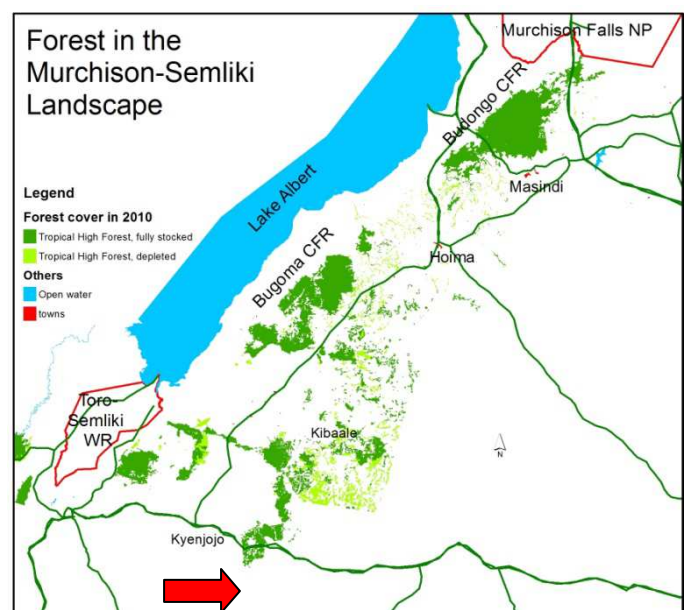 Forest in the
Murchison-Semliki
Landscape
Murchison Falls NP
Budongo CFR
Masindi
Lake Albert
Hoima
Bugoma CFR
Legend
Forest cover in 2010
Tropical High Forest, fully stocked
Tropical High Forest, depleted
Others
Open water
towns
Toro-
Semliki
WR
Kibaale
N
Kyenjojo